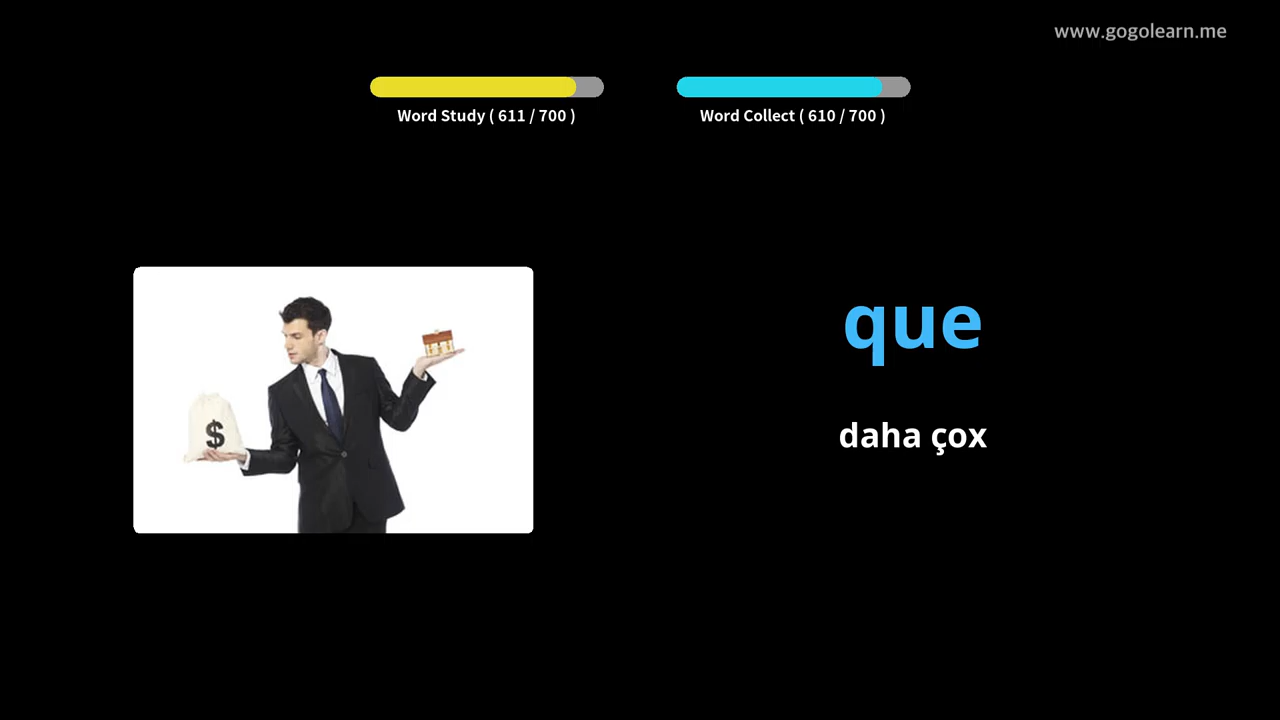 www.gogolearn.me
Word Study ( 611 / 700 )
Word Collect ( 610 / 700 )
$
que
daha çox